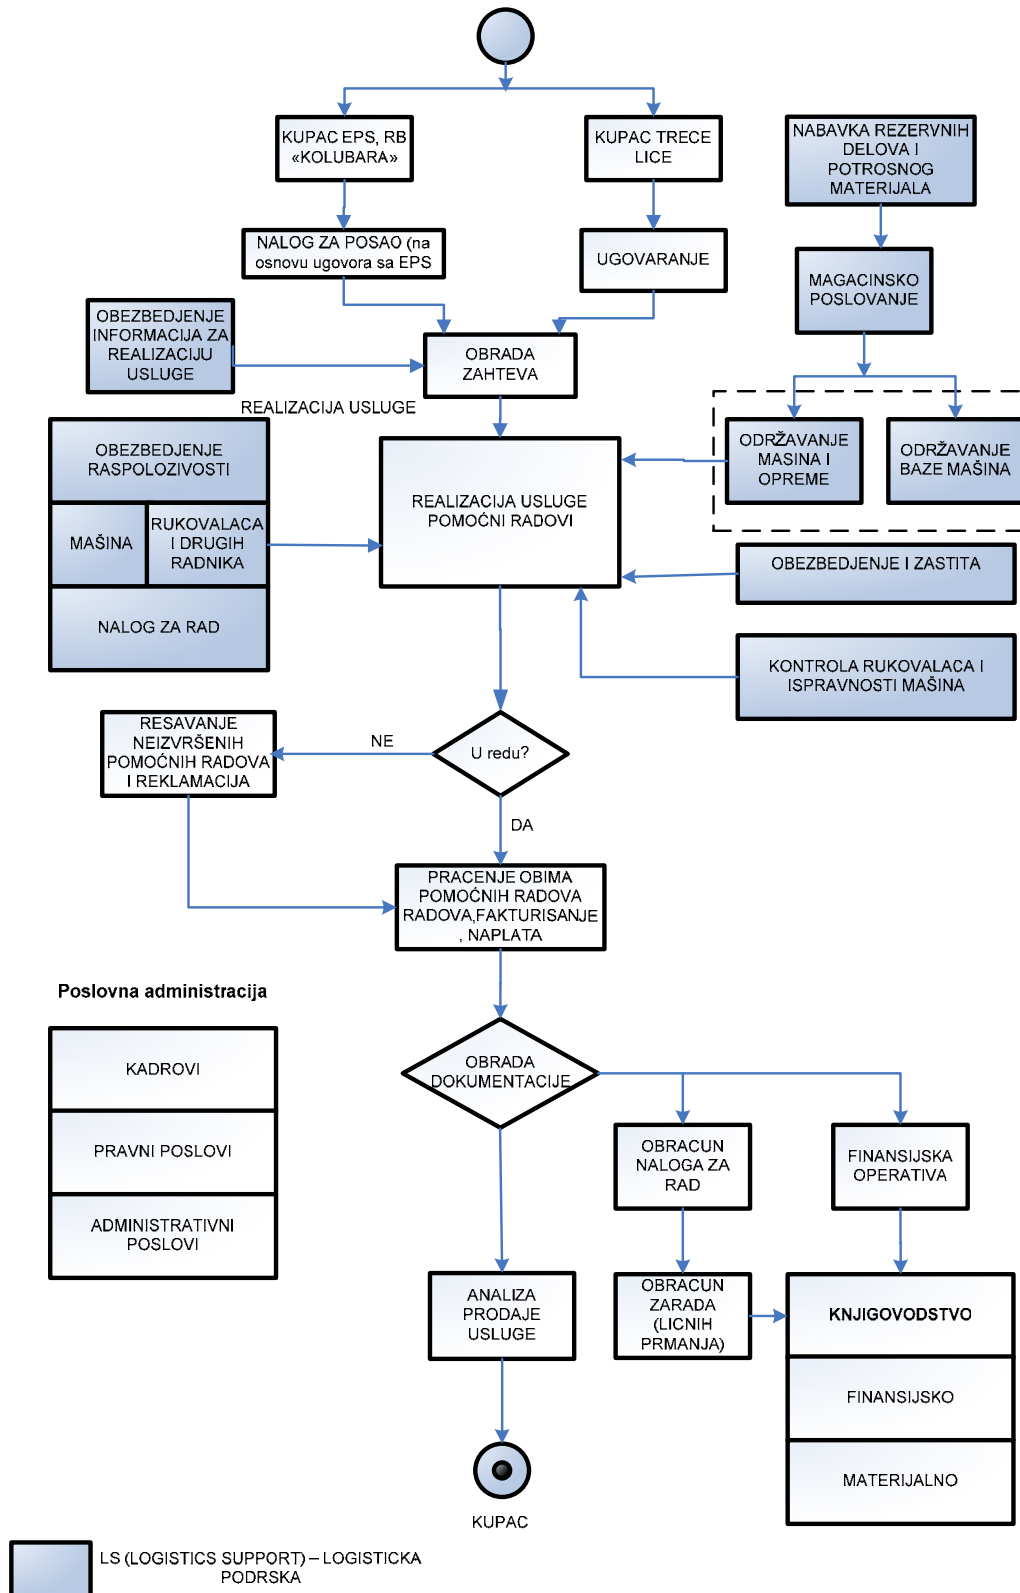 KUPAC EPS, RB
«KOLUBARA»
KUPAC TRECE
LICE
NABAVKA REZERVNIH
DELOVA I
POTROSNOG
MATERIJALA
NALOG ZA POSAO (na
osnovu ugovora sa EPS
UGOVARANJE
MAGACINSKO
POSLOVANJE
OBEZBEDJENJE
INFORMACIJA ZA
REALIZACIJU
USLUGE
OBRADA
ZAHTEVA
REALIZACIJA USLUGE
OBEZBEDJENJE
RASPOLOZIVOSTI
MAŠINA
RUKOVALACA
I DRUGIH
RADNIKA
NALOG ZA RAD
REALIZACIJA USLUGE
POMOĆNI RADOVI
ODRŽAVANJE
MASINA I
OPREME
ODRŽAVANJE
BAZE MAŠINA
OBEZBEDJENJE I ZASTITA
KONTROLA RUKOVALACA I
ISPRAVNOSTI MAŠINA
RESAVANJE
NEIZVRŠENIH
POMOĆNIH RADOVA
I REKLAMACIJA
NE
U redu?
DA
PRACENJE OBIMA
POMOĆNIH RADOVA
RADOVA,FAKTURISANJE
, NAPLATA
Poslovna administracija
KADROVI
PRAVNI POSLOVI
ADMINISTRATIVNI
POSLOVI
OBRADA
DOKUMENTACIJE
OBRACUN
NALOGA ZA
RAD
FINANSIJSKA
OPERATIVA
ANALIZA
PRODAJE
USLUGE
OBRACUN
ZARADA
(LICNIH
PRMANJA)
KNJIGOVODSTVO
FINANSIJSKO
MATERIJALNO
KUPAC
LS (LOGISTICS SUPPORT) – LOGISTICKA
PODRSKA